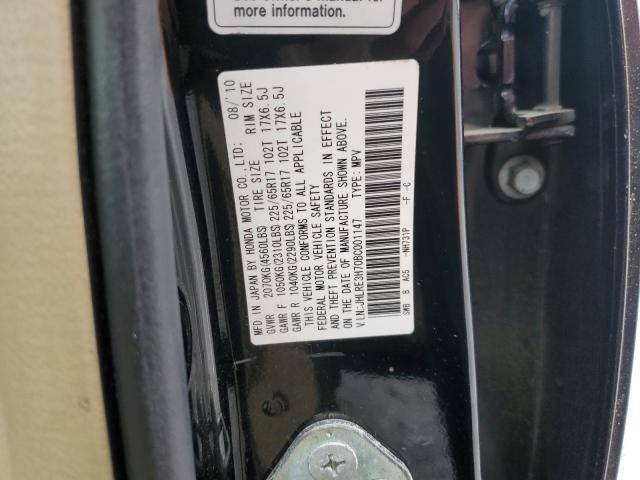 more information.
MFD. IN JAPAN BY HONDA MOTOR CO., LTD: 08/'10
GVWR 2070KG(4560LBS) TIRE SIZE RIM SIZE
GAWR F 1050KG(2310LBS) 225/65R17 102T 17X6.5J
GAWR R 1040KG(2290LBS) 225/65R17 102T 17X6.5J
THIS VEHICLE CONFORMS TO ALL APPLICABLE
FEDERAL MOTOR VEHICLE SAFETY
AND THEFT PREVENTION STANDARDS IN EFFECT
ON THE DATE OF MANUFACTURE SHOWN ABOVE.
V.I.N:JHLRE3H70BC001147 TYPE: MPV
SWB B A05 -NH731P -F -C